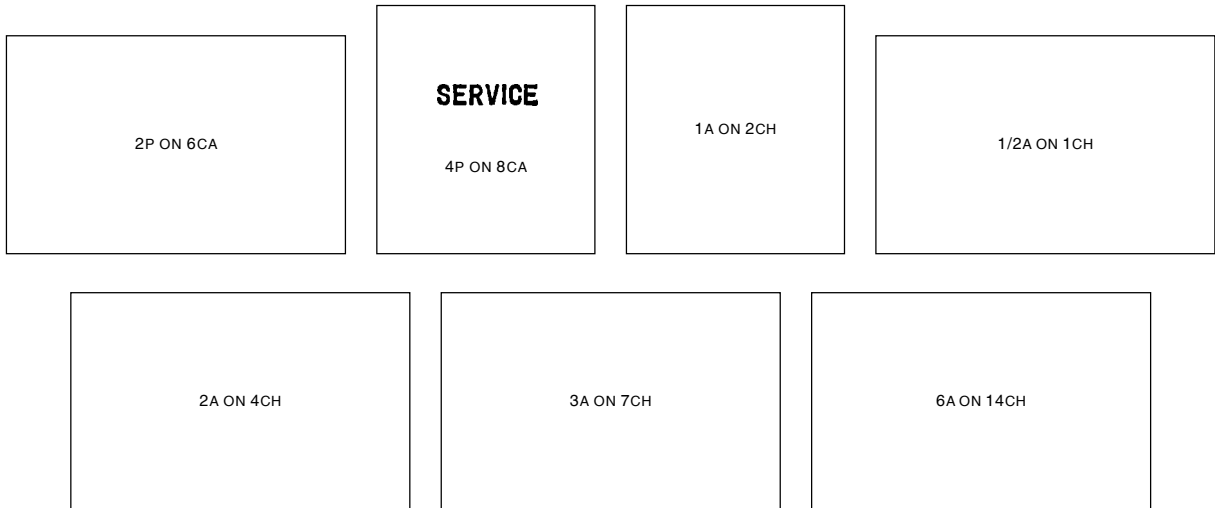 2P ON 6CA
SERVICE
4P ON 8CA
1A ON 2CH
1/2A ON 1CH
2A ON 4CH
3A ON 7CH
6A ON 14CH